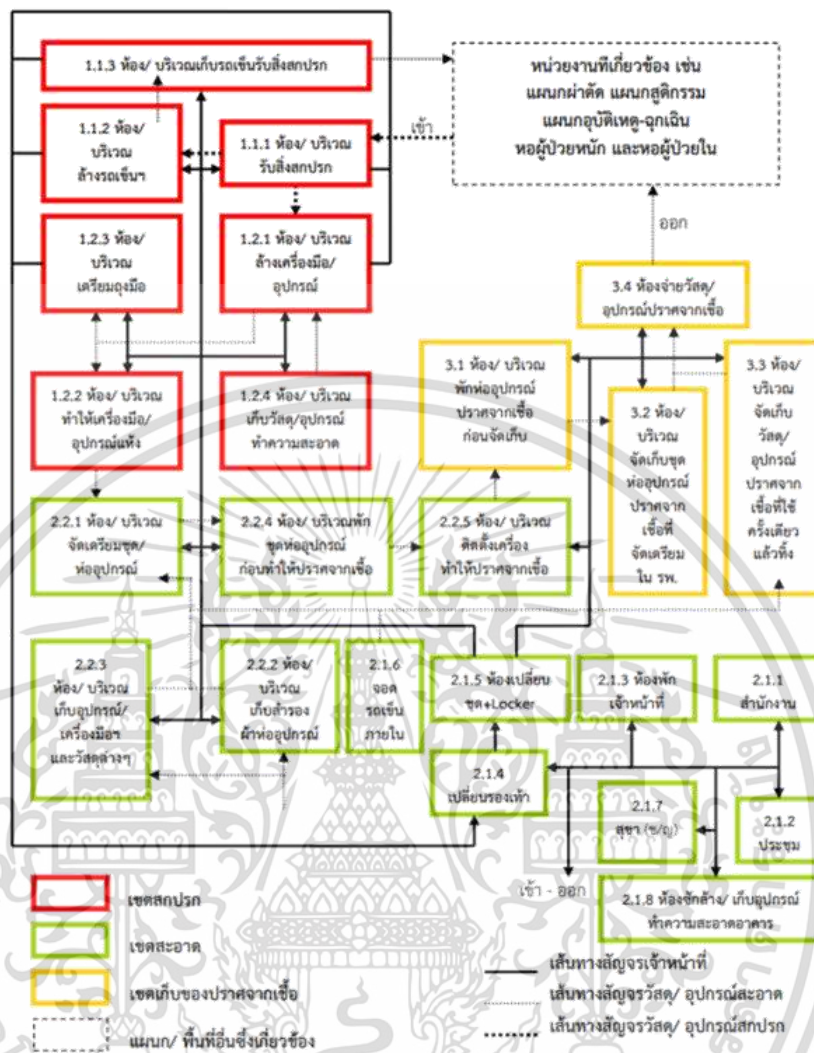 1.1.3 ห้อง/ บริเวณเก็บรถเข็นรับสิ่งสกปรก
หน่วยงานที่เกี่ยวข้อง เช่น
แผนกผ่าตัด แผนกสูติกรรม
แผนกอุบัติเหตุ-ฉุกเฉิน
หอผู้ป่วยหนัก และหอผู้ป่วยใน
1.1.2 ห้อง/
บริเวณ
ล้างรถเข็นฯ
1.1.1 ห้อง/ บริเวณ
รับสิ่งสกปรก
เข้า
1.2.3 ห้อง/
บริเวณ
เตรียมถุงมือ
1.2.1 ห้อง/ บริเวณ
ล้างเครื่องมือ/
อุปกรณ์
ออก
3.4 ห้องจ่ายวัสดุ/
อุปกรณ์ปราศจากเชื้อ
1.2.2 ห้อง/ บริเวณ
ทำให้เครื่องมือ/
อุปกรณ์แห้ง
1.2.4 ห้อง/ บริเวณ
เก็บวัสดุ/อุปกรณ์
ทำความสะอาด
3.1 ห้อง/ บริเวณ
พักห่ออุปกรณ์
ปราศจากเชื้อ
ก่อนจัดเก็บ
3.2 ห้อง/
บริเวณ
จัดเก็บชุด
ห่ออุปกรณ์
ปราศจาก
เชื้อที่
จัดเตรียม
ใน รพ.
3.3 ห้อง/
บริเวณ
จัดเก็บ
วัสดุ/
อุปกรณ์
ปราศจาก
เชื้อที่ใช้
ครั้งเดียว
แล้วทิ้ง
2.2.1 ห้อง/ บริเวณ
จัดเตรียมชุด/
ห่ออุปกรณ์
2.2.4 ห้อง/ บริเวณพัก
ชุดห่ออุปกรณ์
ก่อนทำให้ปราศจากเชื้อ
2.2.5 ห้อง/ บริเวณ
ติดตั้งเครื่อง
ทำให้ปราศจากเชื้อ
2.2.3
ห้อง/ บริเวณ
เก็บอุปกรณ์/
เครื่องมือฯ
และวัสดุต่างๆ
2.2.2 ห้อง/
บริเวณ
เก็บสำรอง
ผ้าห่ออุปกรณ์
2.1.6
จอด
รถเข็น
ภายใน
2.1.5 ห้องเปลี่ยน
ชุด+Locker
2.1.3 ห้องพัก
เจ้าหน้าที่
2.1.1
สำนักงาน
2.1.4
เปลี่ยนรองเท้า
2.1.7
สุขา (ช/ญ)
2.1.2
ประชุม
เข้า - ออก
2.1.8 ห้องซักล้าง/ เก็บอุปกรณ์
ทำความสะอาดอาคาร
เขตสกปรก
เขตสะอาด
เขตเก็บของปราศจากเชื้อ
แผนก/ พื้นที่อื่นซึ่งเกี่ยวข้อง
เส้นทางสัญจรเจ้าหน้าที่
เส้นทางสัญจรวัสดุ/ อุปกรณ์สะอาด
เส้นทางสัญจรวัสดุ/ อุปกรณ์สกปรก